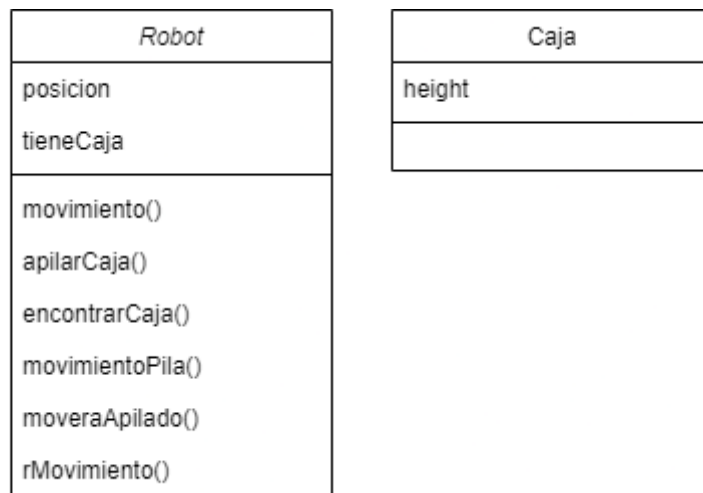 Robot
posicion
tieneCaja
movimiento()
apilarCaja()
encontrarCaja()
movimientoPila()
moveraApilado()
rMovimiento()
Caja
height